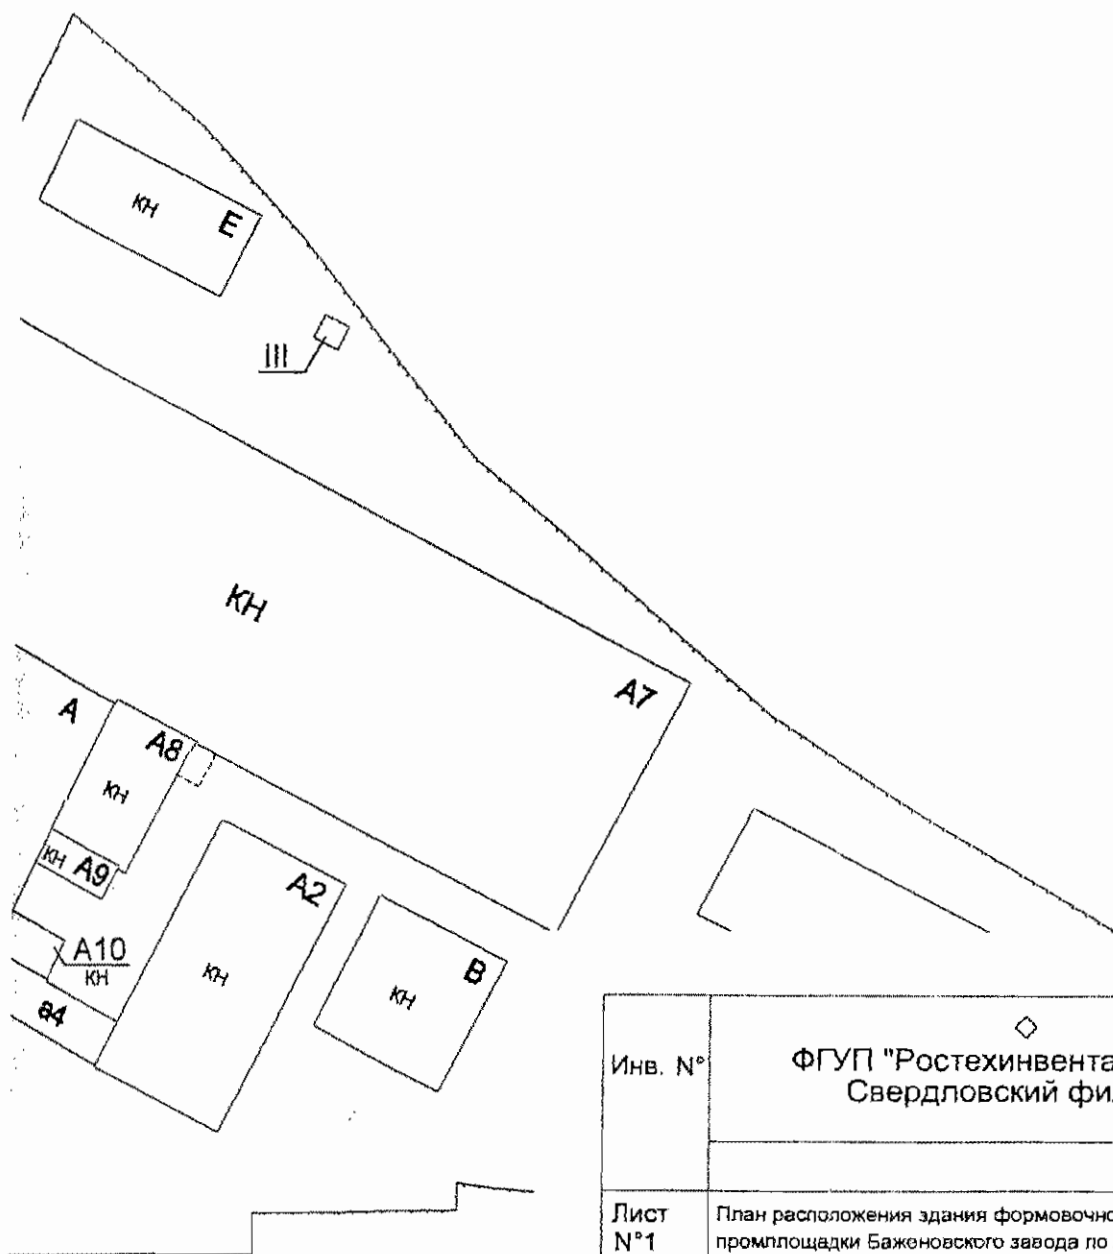 КН
Е
III
КН
А7
А
А8
КН
КН А9
А2
А10
КН
КН
В
КН
а4
Инв. N°
ФГУП "Ростехинвента
Свердловский фил
Лист
N°1
План расположения здания формовочно
промплощадки Баженовского завода по